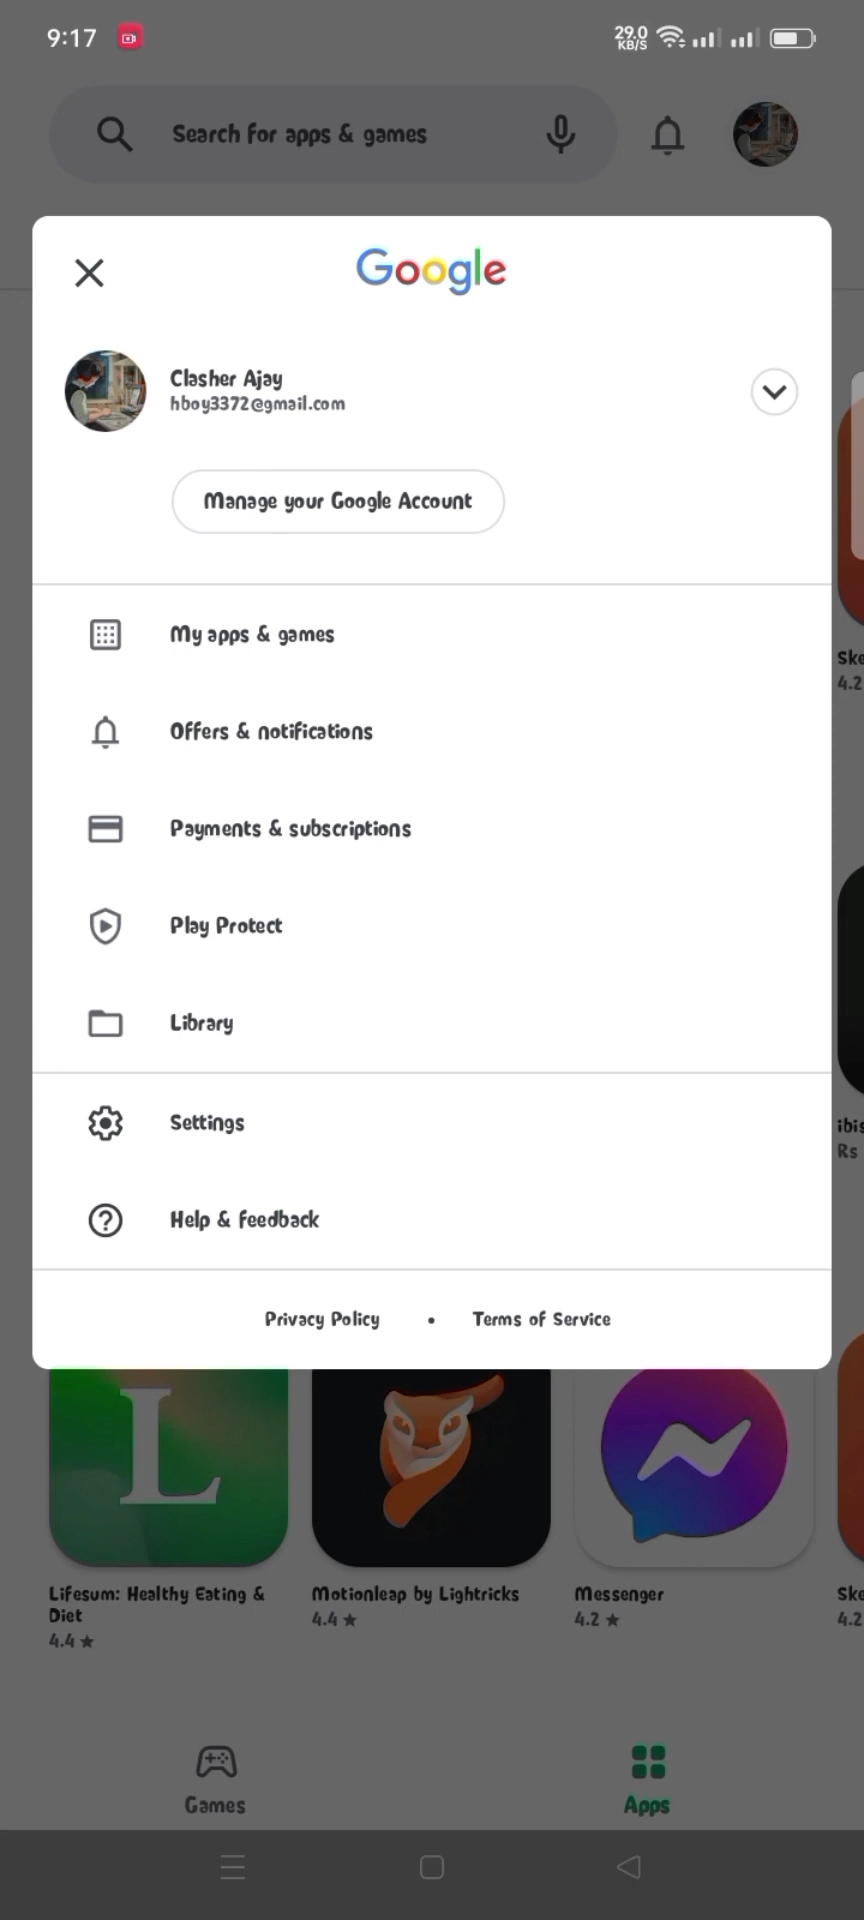 9:17
29.0
KB/S
Search for apps & games
Google
Clasher Ajay
hboy3372@gmail.com
Manage your Google Account
My apps & games
Offers & notifications
Payments & subscriptions
Play Protect
Library
Settings
Help & feedback
Privacy Policy • Terms of Service
Ske
4.2
ibis
Rs
L
Lifesum: Healthy Eating &
Diet
4.4 ★
Motionleap by Lightricks
4.4 ★
Messenger
4.2 ★
Ske
4.2
Games
Apps